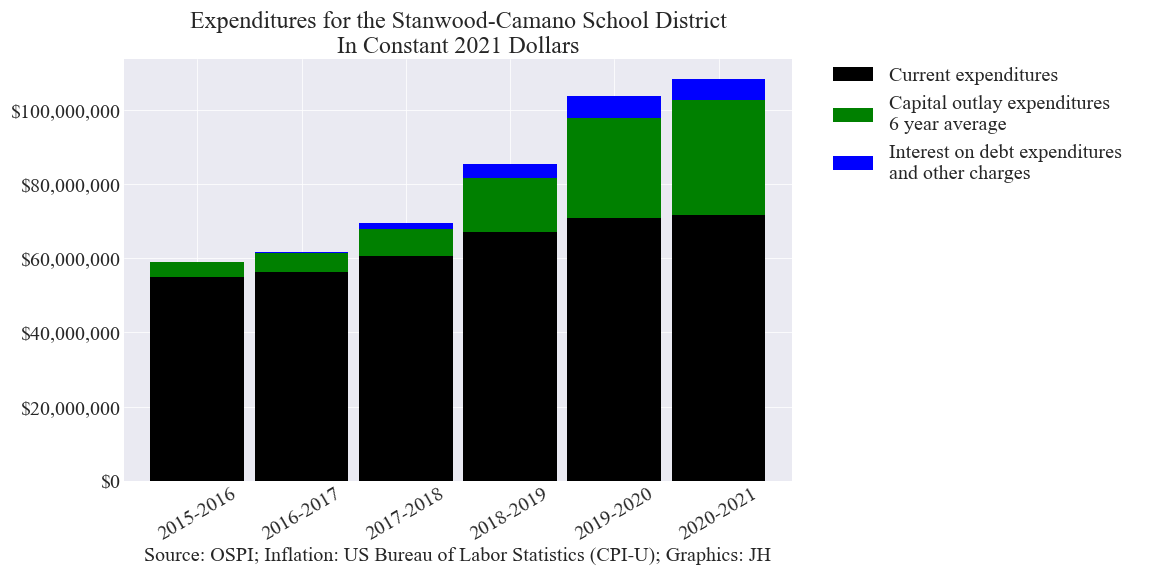 Expenditures for the Stanwood-Camano School District
In Constant 2021 Dollars
Current expenditures
Capital outlay expenditures
6 year average
Interest on debt expenditures
and other charges
$100,000,000
$80,000,000
$60,000,000
$40,000,000
$20,000,000
$0
2015-2016
2016-2017
2017-2018
2018-2019
2019-2020
2020-2021
Source: OSPI; Inflation: US Bureau of Labor Statistics (CPI-U); Graphics: JH